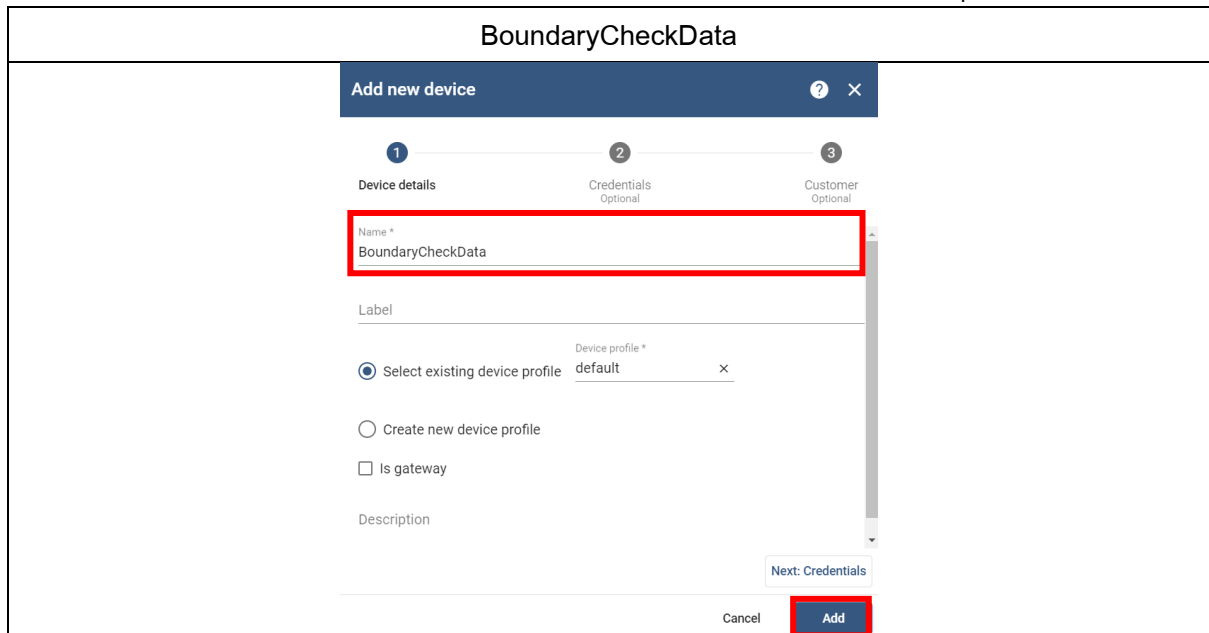 BoundaryCheckData
Add new device ? ×
1 2 3
Device details Credentials Customer
Optional Optional
Name *
BoundaryCheckData
Label
Device profile *
Select existing device profile default ×
Create new device profile
Is gateway
Description
Next: Credentials
Cancel Add